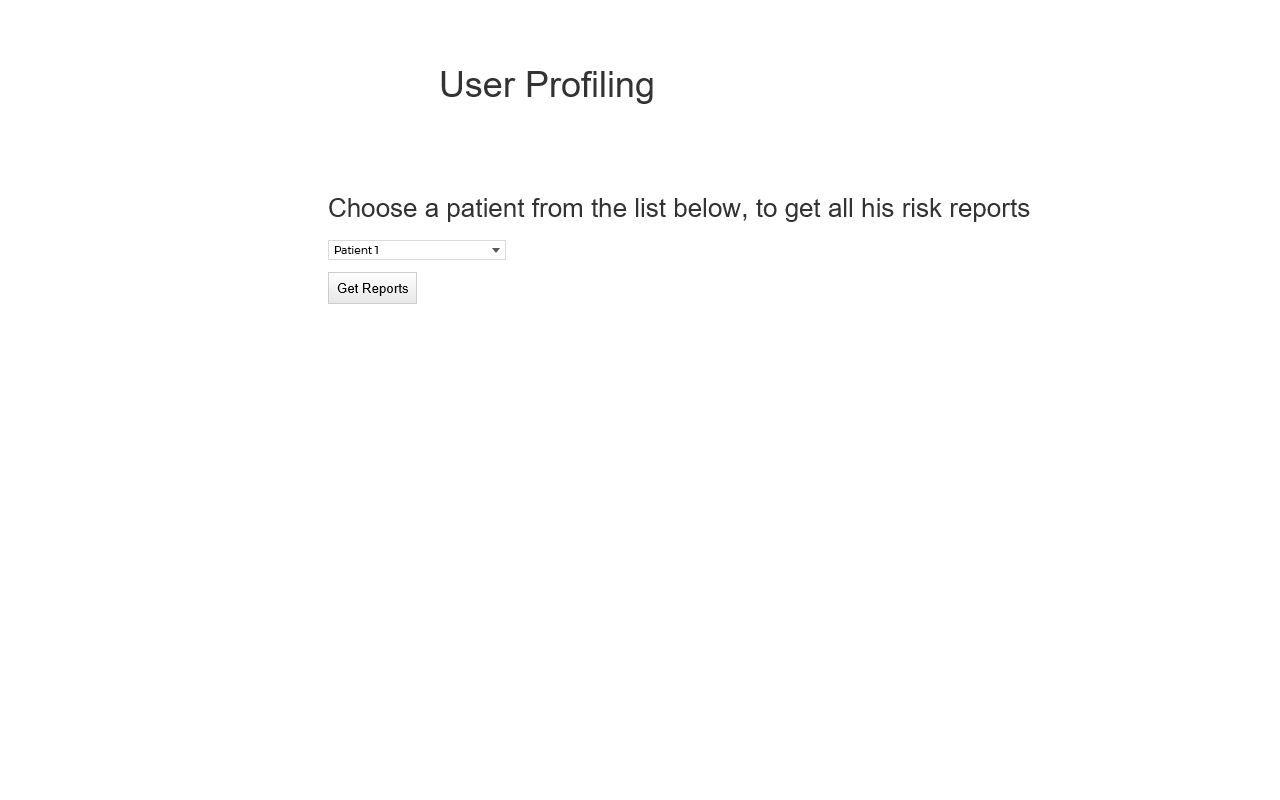 User Profiling
Choose a patient from the list below, to get all his risk reports
Patient 1
Get Reports